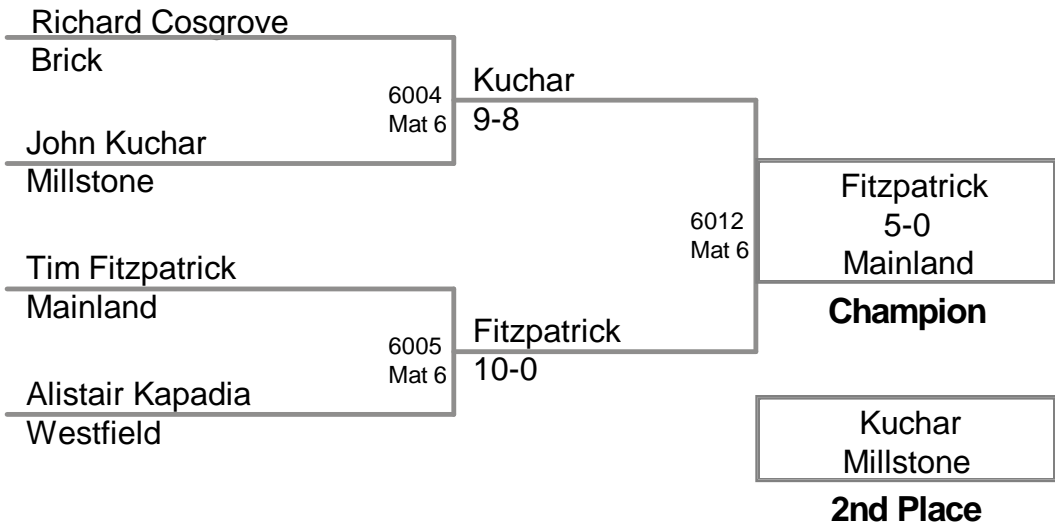 Richard Cosgrove
Brick
6004
Mat 6
Kuchar
9-8
John Kuchar
Millstone
6012
Mat 6
Fitzpatrick
5-0
Mainland
Champion
Tim Fitzpatrick
Mainland
6005
Mat 6
Fitzpatrick
10-0
Alistair Kapadia
Westfield
Kuchar
Millstone
2nd Place